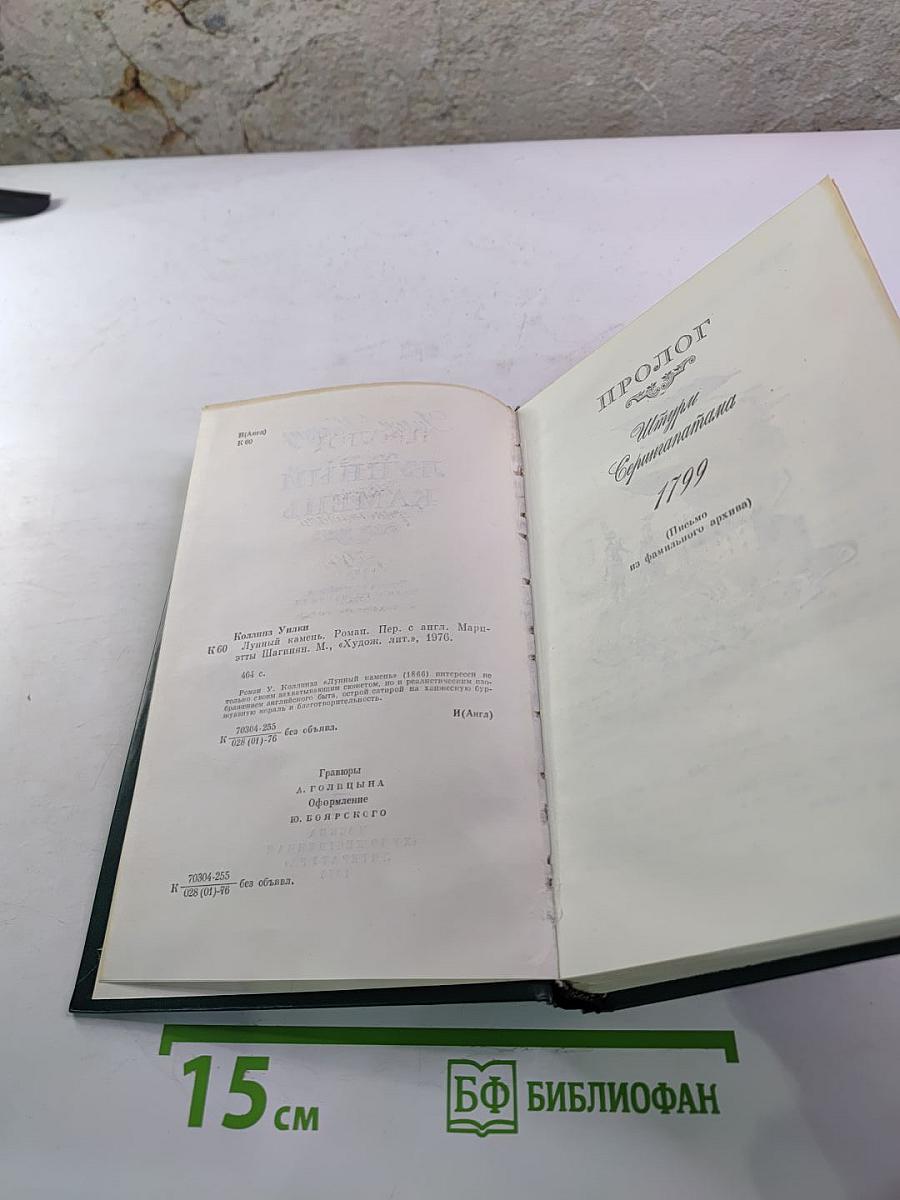 И(Англ)
К 60
Коллинз Уилки
К 60 Лунный камень. Роман. Пер. с англ. Мари-
этты Шагинян. М., «Худож. лит.», 1976.
464 с.
Роман У. Коллинза «Лунный камень» (1866) интересен не
только своим захватывающим сюжетом, но и реалистическим изо-
бражением английского быта, острой сатирой на ханжескую бур-
жуазную мораль и благотворительность.
К 70304-255
028 (01)-76 без объявл.
И(Англ)
Гравюры
А. ГОЛИЦЫНА
Оформление
Ю. БОЯРСКОГО
К 70304-255
028 (01)-76 без объявл.
ПРОЛОГ
Штурм
Серингапатама
1799
(Письмо
из фамильного архива)
15 см
БФ БИБЛИОФАН